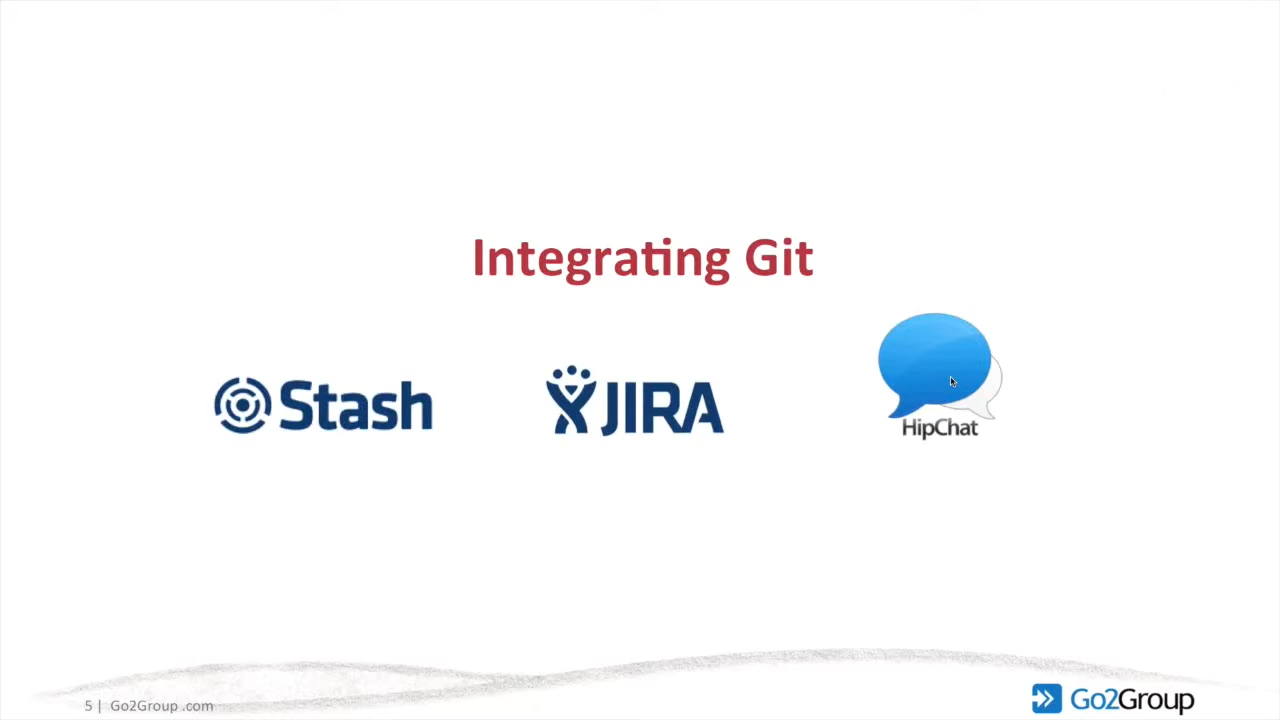 Integrating Git
Stash
JIRA
HipChat
5 | Go2Group .com
Go2Group